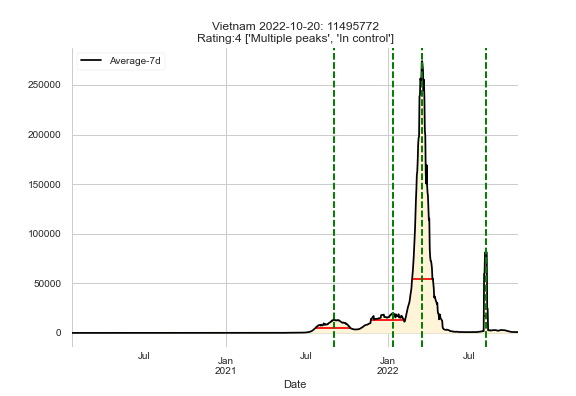 Vietnam 2022-10-20: 11495772
Rating:4 ['Multiple peaks', 'In control']
Average-7d
250000
200000
150000
100000
50000
0
Jul
Jan
2021
Jul
Jan
2022
Jul
Date